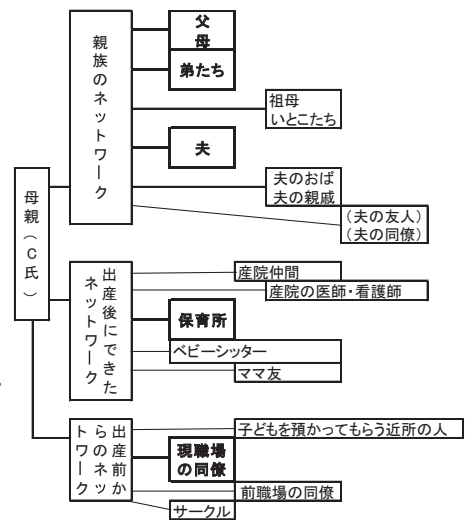 母親（C氏）
親族のネットワーク
父
母
弟たち
祖母
いとこたち
夫
夫のおば
夫の親戚
（夫の友人）
（夫の同僚）
出産後にできた
ネットワーク
産院仲間
産院の医師・看護師
保育所
ベビーシッター
ママ友
出産前か
らのネッ
トワーク
子どもを預かってもらう近所の人
現職場
の同僚
前職場の同僚
サークル